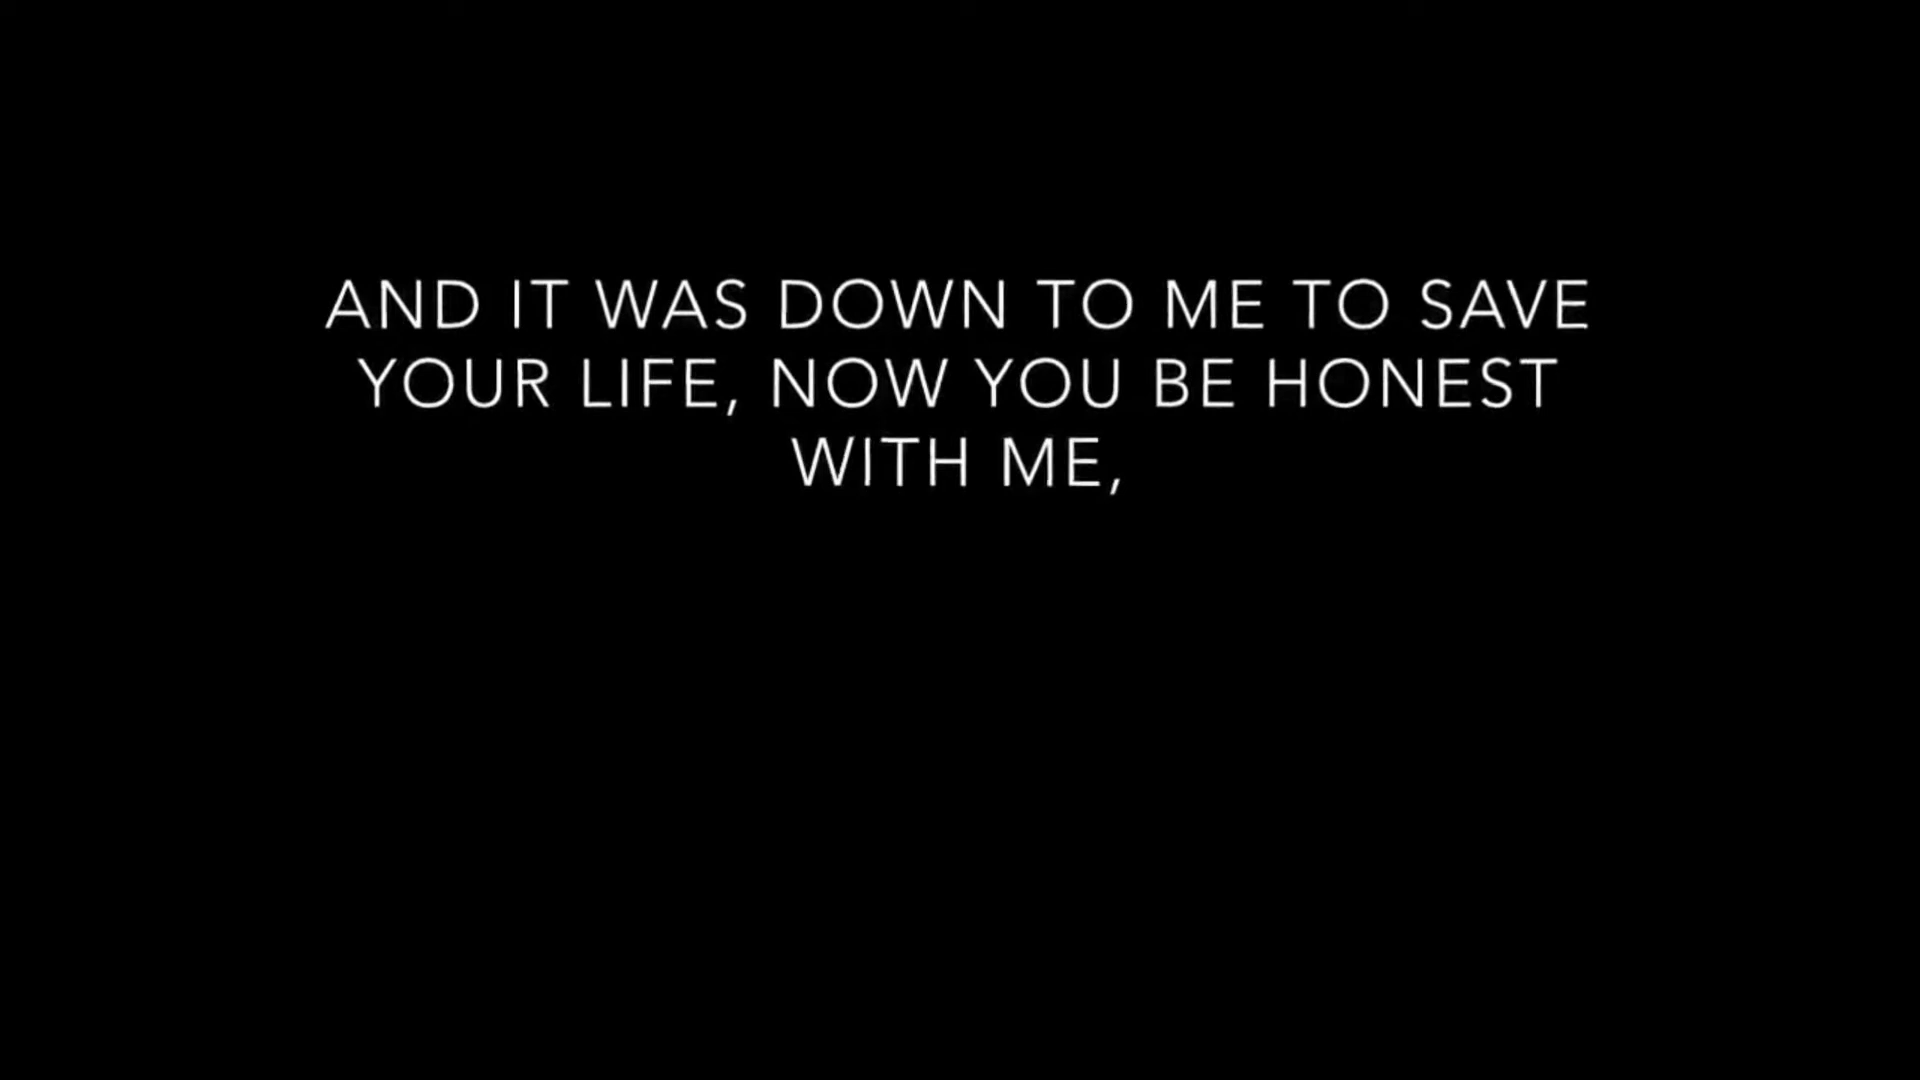 AND IT WAS DOWN TO ME TO SAVE
YOUR LIFE, NOW YOU BE HONEST
WITH ME,